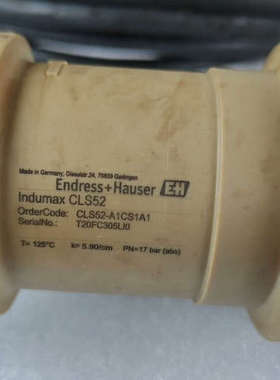 Made in Germany, Dieselstr. 24, 70839 Gerlingen
Endress+Hauser EH
Indumax CLS52
OrderCode: CLS52-A1CS1A1
SerialNo.: T20FC305LI0
T= 125°C k= 5.90/cm PN=17 bar (abs)